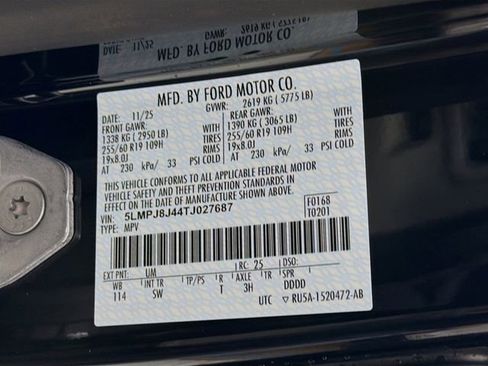 MFD. BY FORD MOTOR CO.
DATE: 11/25 GVWR: 2619 KG ( 5775 LB)
FRONT GAWR: REAR GAWR:
1338 KG ( 2950 LB) WITH 1390 KG ( 3065 LB) WITH
255/60 R19 109H TIRES 255/60 R19 109H TIRES
19x8.0J RIMS 19x8.0J RIMS
AT 230 kPa/ 33 PSI COLD AT 230 kPa/ 33 PSI COLD
THIS VEHICLE CONFORMS TO ALL APPLICABLE FEDERAL MOTOR
VEHICLE SAFETY AND THEFT PREVENTION STANDARDS IN
EFFECT ON THE DATE OF MANUFACTURE SHOWN ABOVE.
VIN: 5LMPJ8J44TJ027687 F0168
TYPE: MPV T0201
EXT PNT: UM RC: 25 DSO:
WB INT TR TP/PS R AXLE TR SPR
114 SW T 3H DDDD
UTC ▽ RU5A-1520472-AB